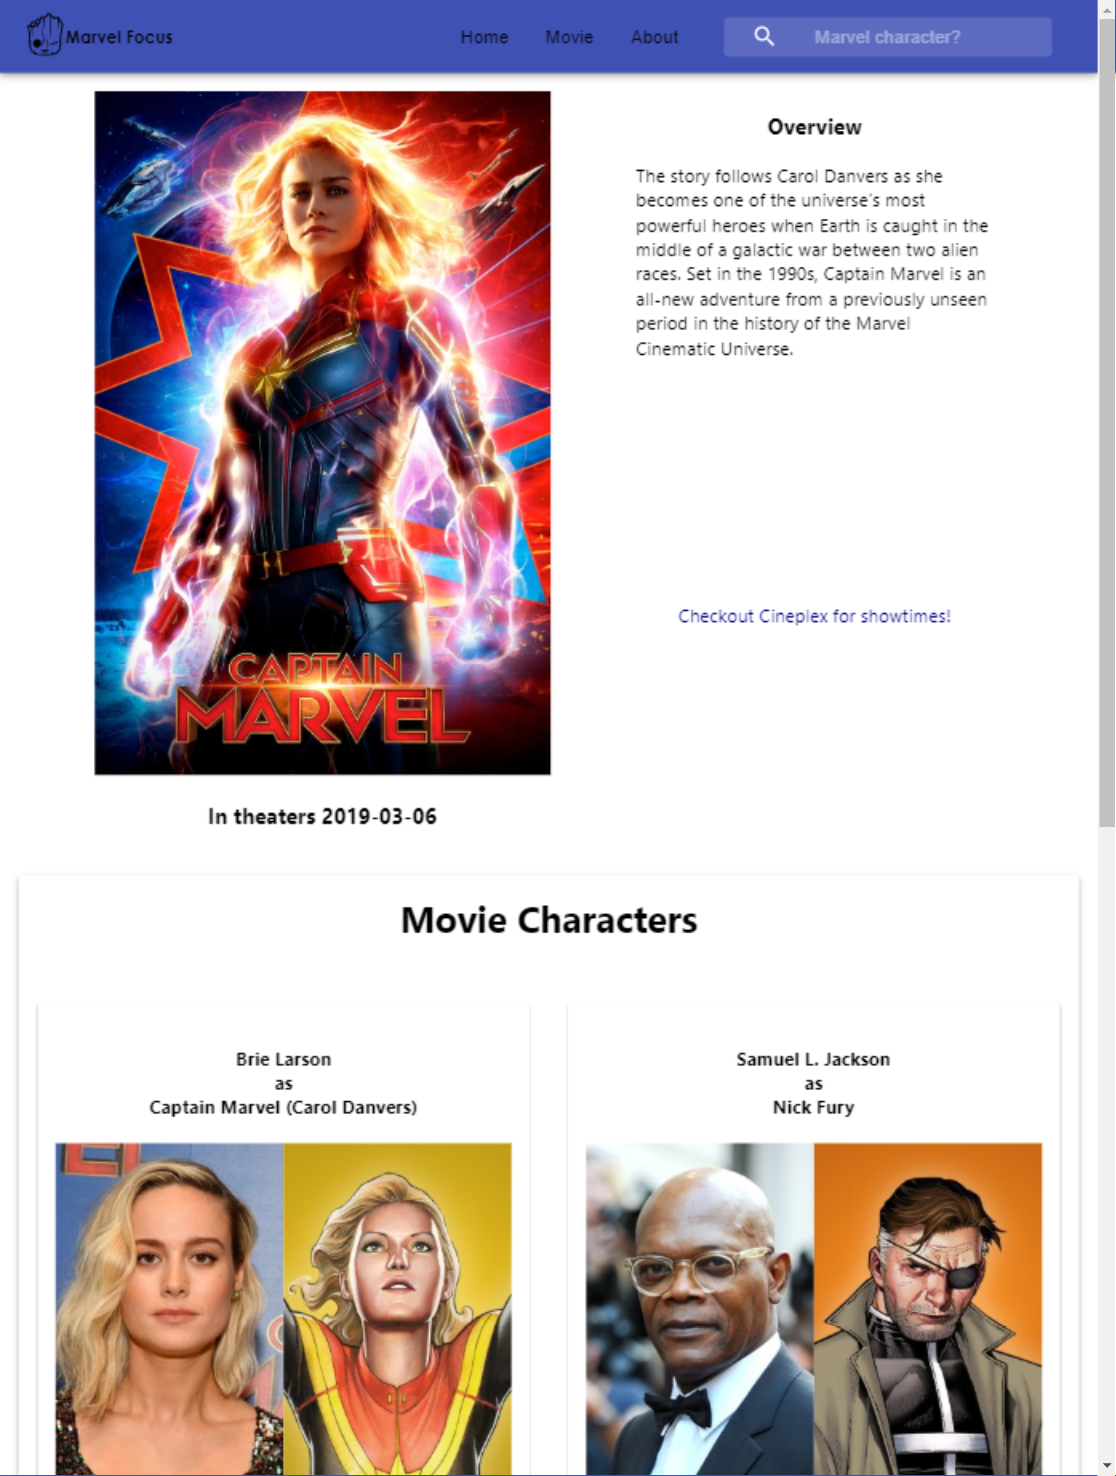 Marvel Focus
Home Movie About Marvel character?
Overview
The story follows Carol Danvers as she
becomes one of the universe's most
powerful heroes when Earth is caught in the
middle of a galactic war between two alien
races. Set in the 1990s, Captain Marvel is an
all-new adventure from a previously unseen
period in the history of the Marvel
Cinematic Universe.
Checkout Cineplex for showtimes!
CAPTAIN
MARVEL
In theaters 2019-03-06
Movie Characters
Brie Larson
as
Captain Marvel (Carol Danvers)
Samuel L. Jackson
as
Nick Fury